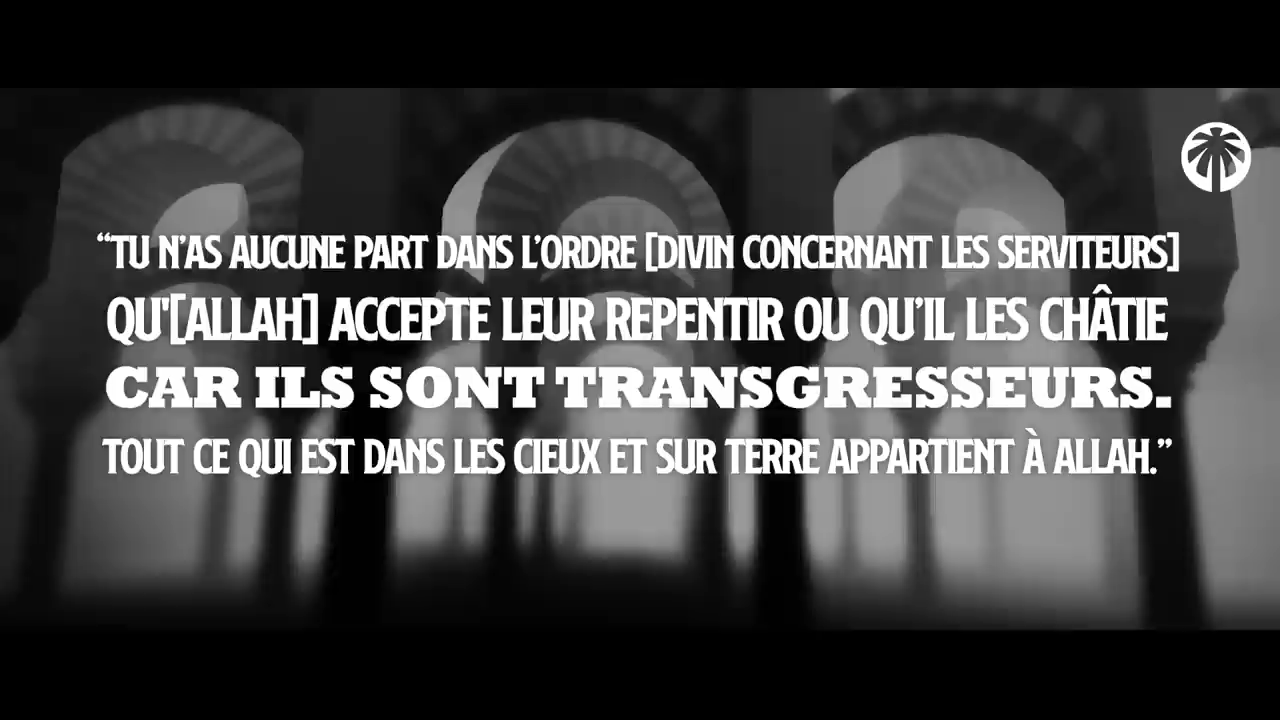 “TU N’AS AUCUNE PART DANS L’ORDRE [DIVIN CONCERNANT LES SERVITEURS]
QU'[ALLAH] ACCEPTE LEUR REPENTIR OU QU’IL LES CHÂTIE
CAR ILS SONT TRANSGRESSEURS.
TOUT CE QUI EST DANS LES CIEUX ET SUR TERRE APPARTIENT À ALLAH.”